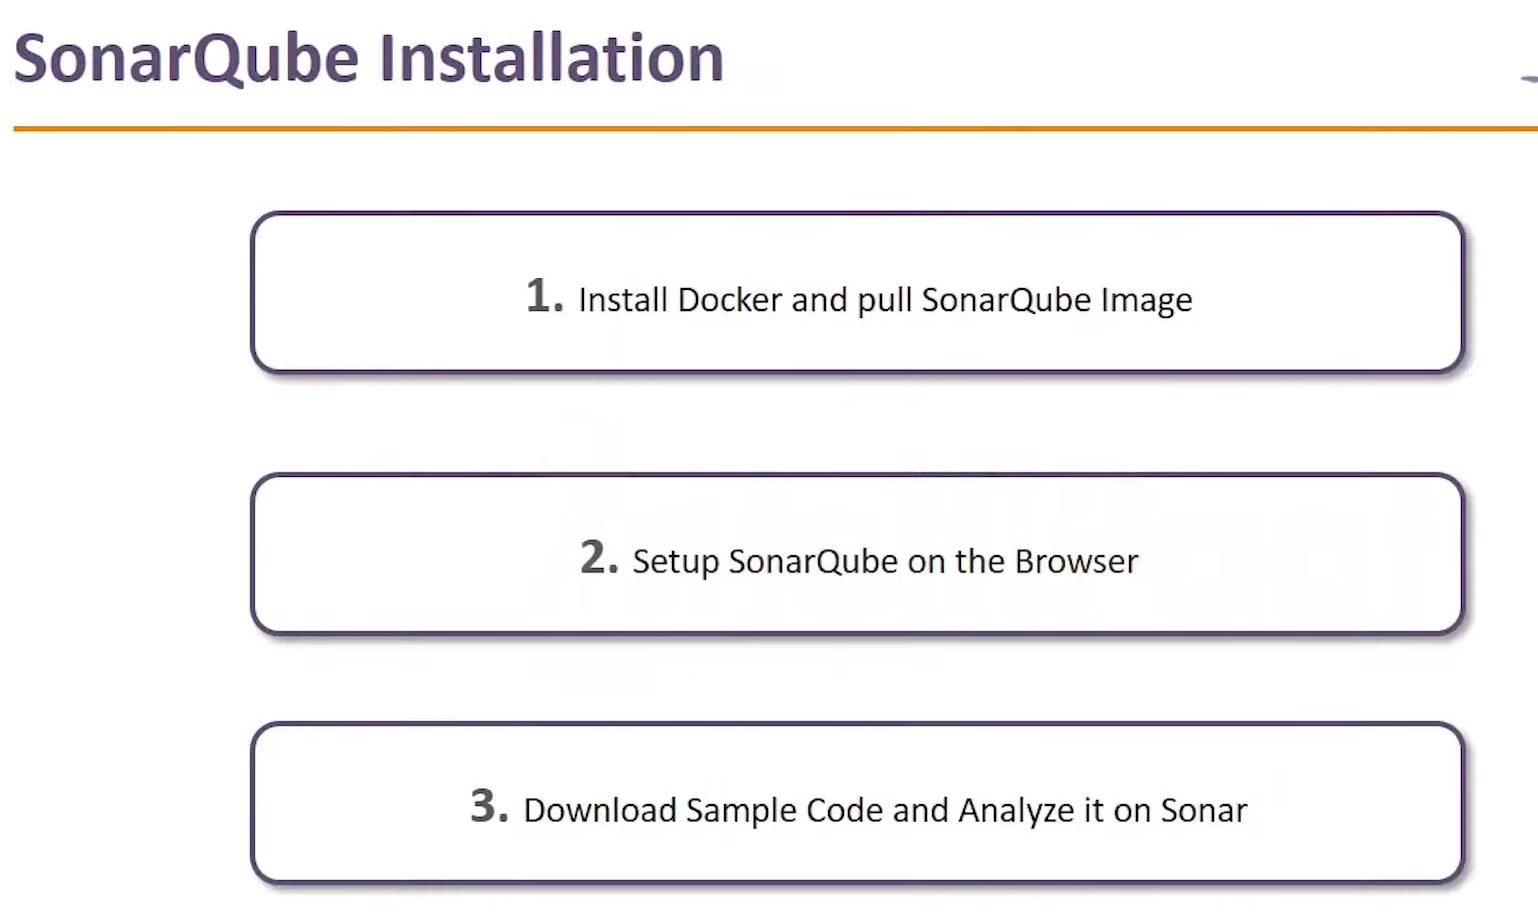 SonarQube Installation
1. Install Docker and pull SonarQube Image
2. Setup SonarQube on the Browser
3. Download Sample Code and Analyze it on Sonar